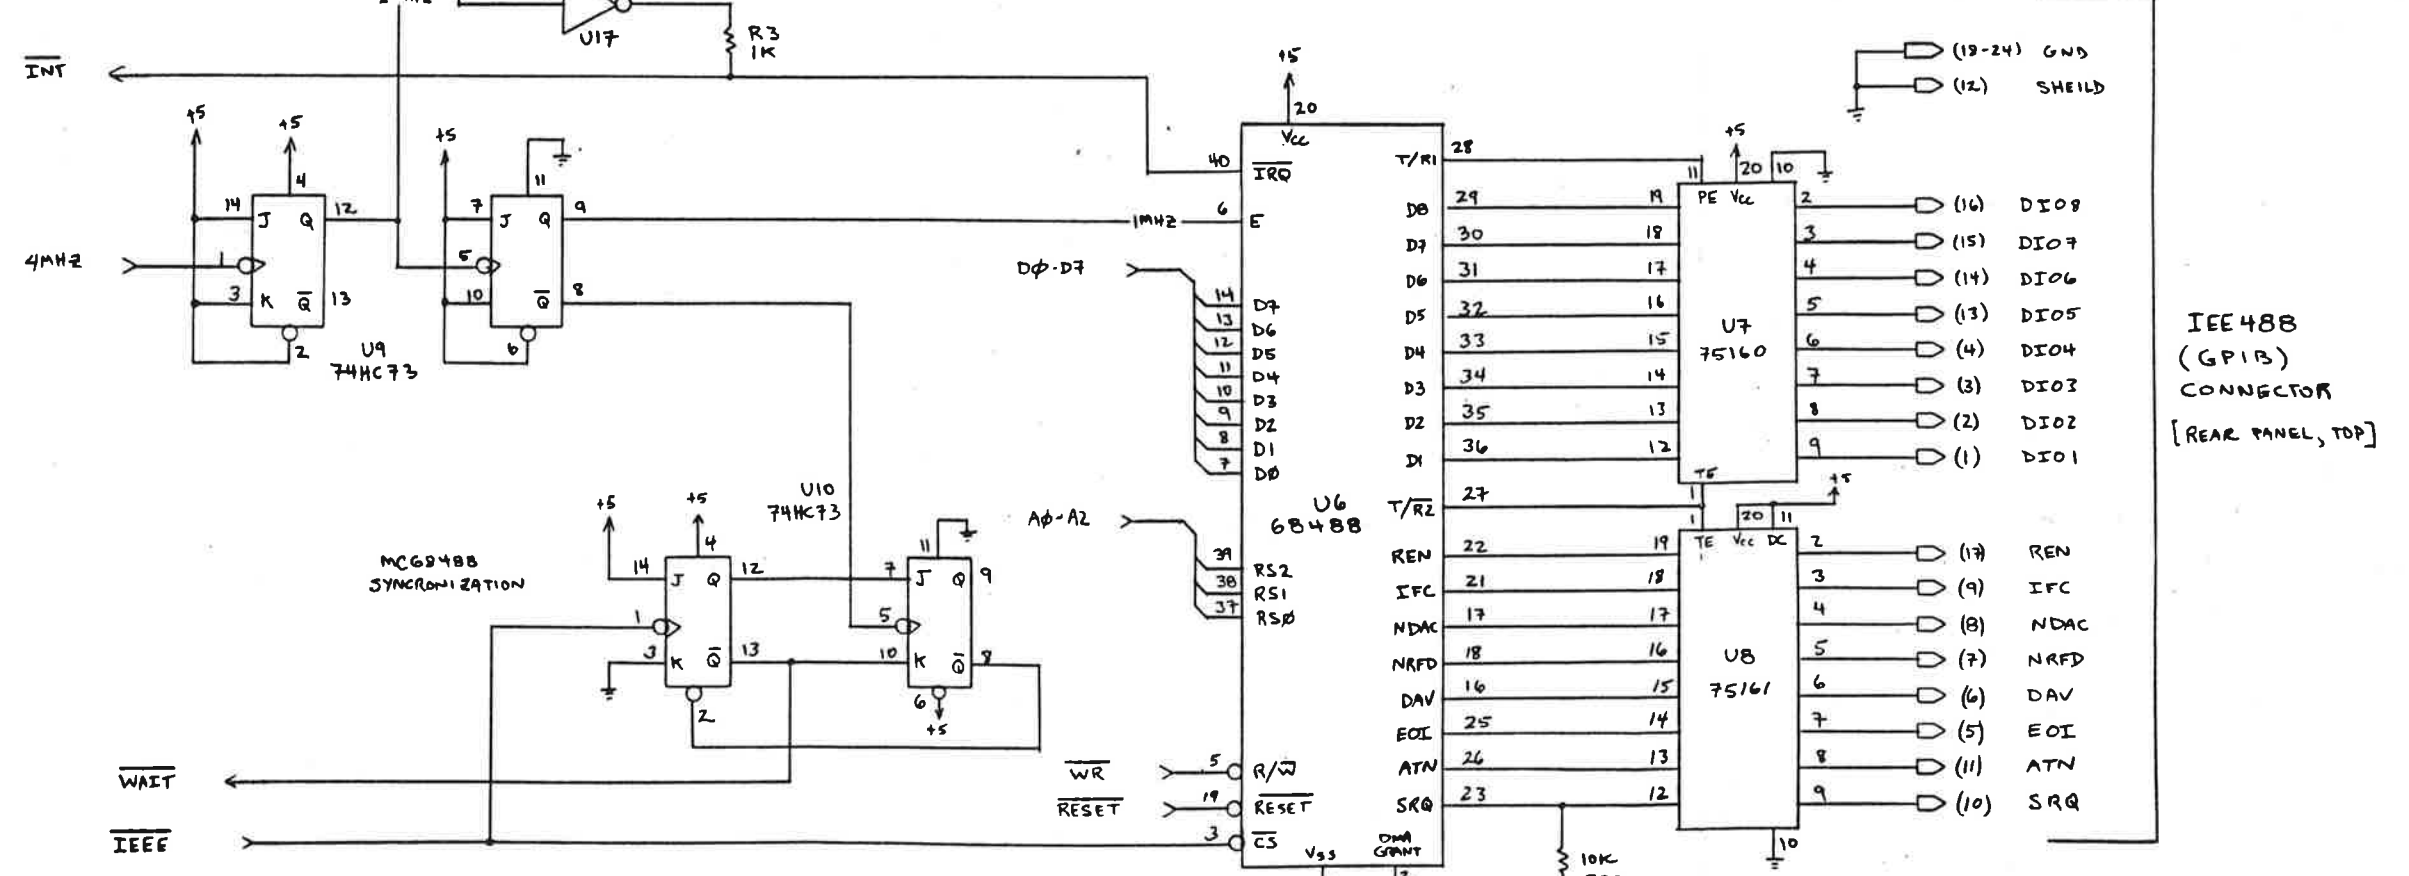 U17
R3
1K
INT
+5
+5
4
14 J Q 12
4MHZ
1
3 K Q 13
2
U9
74HC73
+5
11
7 J Q 9
5
10 K Q 8
6
1MHZ
+5
20
Vcc
40 IRQ
6 E
DØ-D7
14 D7
13 D6
12 D5
11 D4
10 D3
9 D2
8 D1
7 DØ
U6
68488
AØ-A2
39 RS2
38 RS1
37 RSØ
WR 5 R/W
RESET 19 RESET
3 CS
Vss
DMA
GRANT
MC68488
SYNCRONIZATION
U10
74HC73
+5
+5
4
14 J Q 12
1
3 K Q 13
2
11
7 J Q 9
5
10 K Q 8
6
+5
WAIT
IEEE
T/R1 28
D8 29
D7 30
D6 31
D5 32
D4 33
D3 34
D2 35
D1 36
T/R2 27
REN 22
IFC 21
NDAC 17
NRFD 18
DAV 16
EOI 25
ATN 26
SRQ 23
10K
+5
11 20 10
PE Vcc
19 2 (16) DIO8
18 3 (15) DIO7
17 4 (14) DIO6
16 5 (13) DIO5
15 6 (4) DIO4
14 7 (3) DIO3
13 8 (2) DIO2
12 9 (1) DIO1
U7
75160
TE
1
+5
1 20 11
TE Vcc DC
19 2 (17) REN
18 3 (9) IFC
17 4 (8) NDAC
16 5 (7) NRFD
15 6 (6) DAV
14 7 (5) EOI
13 8 (11) ATN
12 9 (10) SRQ
U8
75161
10
(18-24) GND
(12) SHEILD
IEE488
(GPIB)
CONNECTOR
[REAR PANEL, TOP]